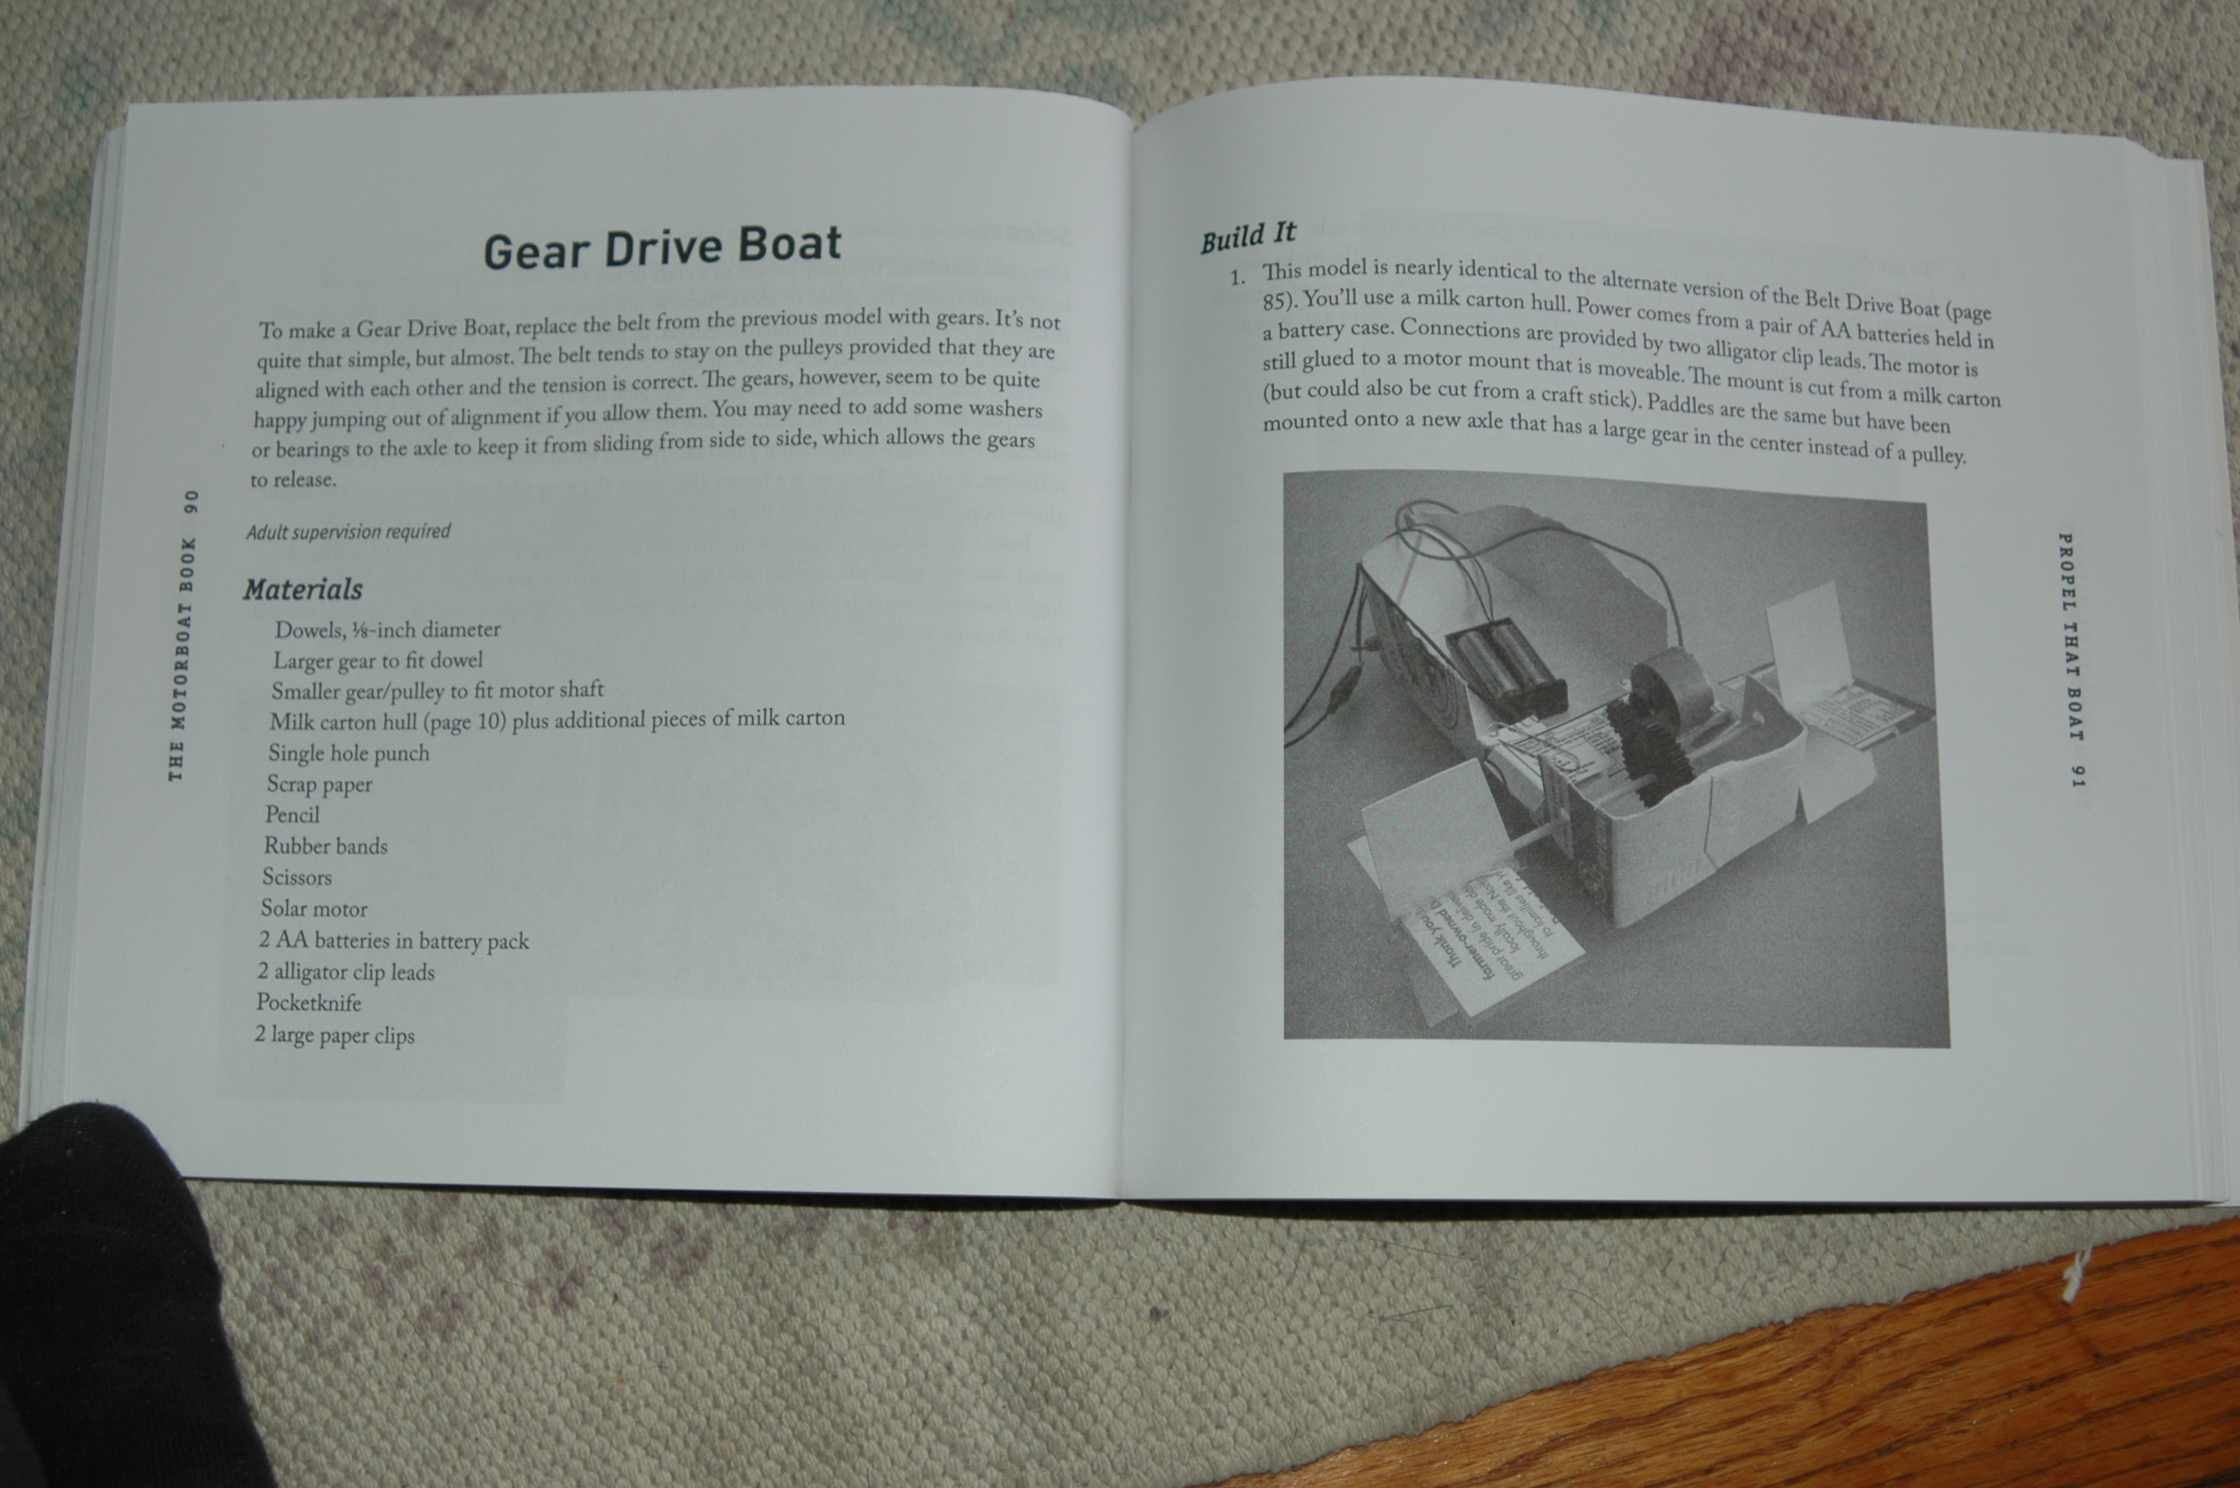 Gear Drive Boat
To make a Gear Drive Boat, replace the belt from the previous model with gears. It's not
quite that simple, but almost. The belt tends to stay on the pulleys provided that they are
aligned with each other and the tension is correct. The gears, however, seem to be quite
happy jumping out of alignment if you allow them. You may need to add some washers
or bearings to the axle to keep it from sliding from side to side, which allows the gears
to release.
Adult supervision required
Materials
Dowels, ⅛-inch diameter
Larger gear to fit dowel
Smaller gear/pulley to fit motor shaft
Milk carton hull (page 10) plus additional pieces of milk carton
Single hole punch
Scrap paper
Pencil
Rubber bands
Scissors
Solar motor
2 AA batteries in battery pack
2 alligator clip leads
Pocketknife
2 large paper clips
THE MOTORBOAT BOOK 90
Build It
1. This model is nearly identical to the alternate version of the Belt Drive Boat (page
85). You'll use a milk carton hull. Power comes from a pair of AA batteries held in
a battery case. Connections are provided by two alligator clip leads. The motor is
still glued to a motor mount that is moveable. The mount is cut from a milk carton
(but could also be cut from a craft stick). Paddles are the same but have been
mounted onto a new axle that has a large gear in the center instead of a pulley.
Thank you
farmer-owned
great pride in
locally made
throughout the
to families like
PROPEL THAT BOAT 91